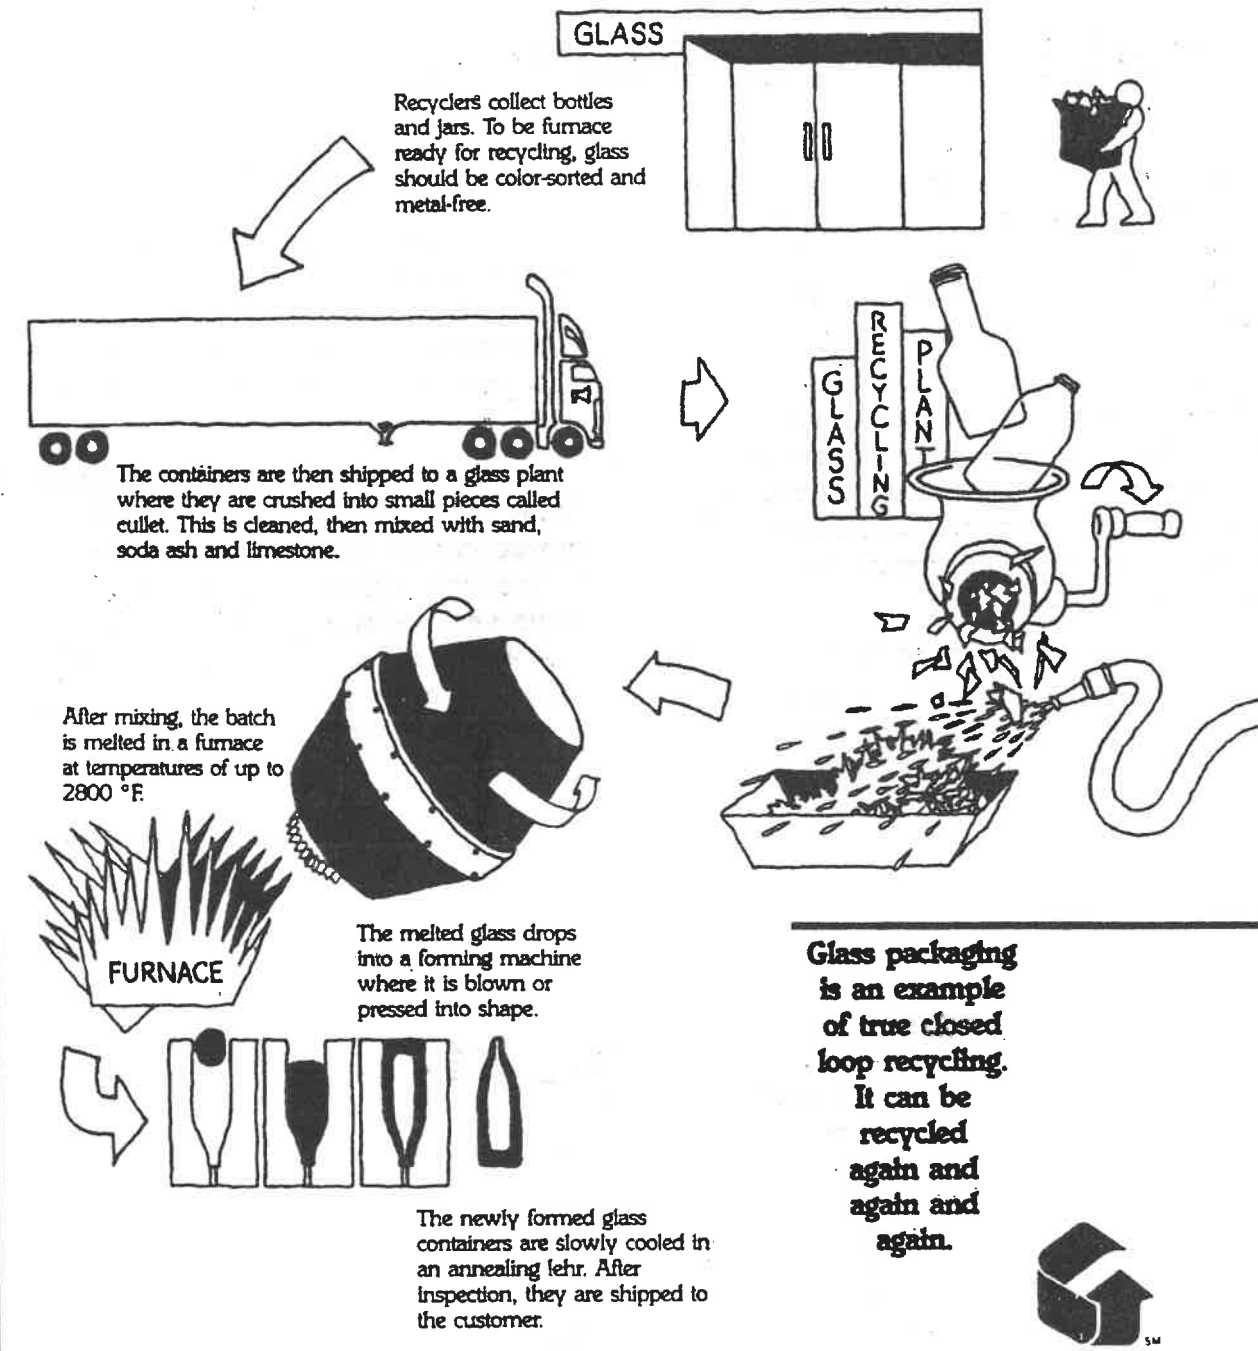 GLASS
Recyclers collect bottles
and jars. To be furnace
ready for recycling, glass
should be color-sorted and
metal-free.
GLASS
RECYCLING
PLANT
The containers are then shipped to a glass plant
where they are crushed into small pieces called
cullet. This is cleaned, then mixed with sand,
soda ash and limestone.
After mixing, the batch
is melted in a furnace
at temperatures of up to
2800 °F.
FURNACE
The melted glass drops
into a forming machine
where it is blown or
pressed into shape.
The newly formed glass
containers are slowly cooled in
an annealing lehr. After
inspection, they are shipped to
the customer.
Glass packaging
is an example
of true closed
loop recycling.
It can be
recycled
again and
again and
again.
SM